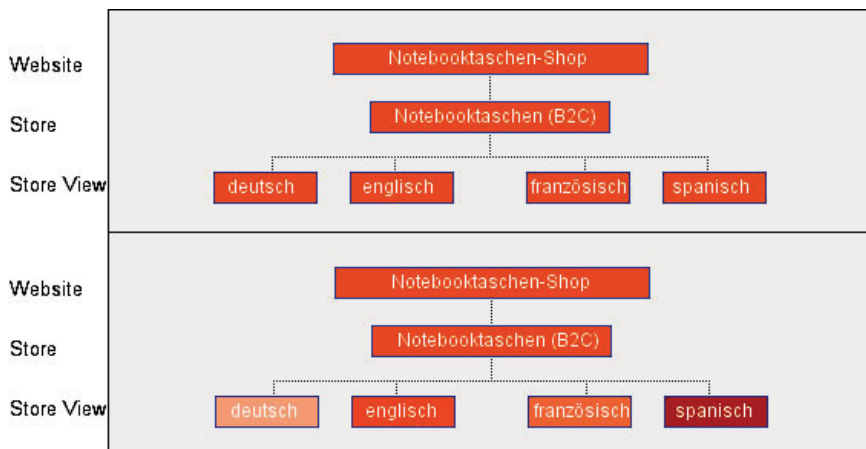 Website
Notebooktaschen-Shop
Store
Notebooktaschen (B2C)
Store View
deutsch
englisch
französisch
spanisch
Website
Notebooktaschen-Shop
Store
Notebooktaschen (B2C)
Store View
deutsch
englisch
französisch
spanisch